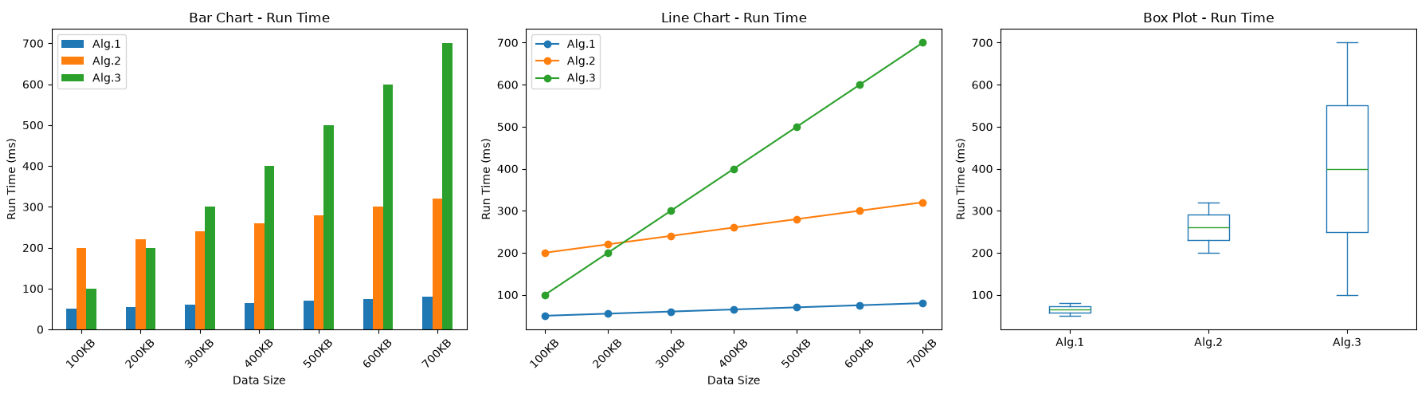 Bar Chart - Run Time
Run Time (ms)
700
600
500
400
300
200
100
0
Alg.1
Alg.2
Alg.3
100KB
200KB
300KB
400KB
500KB
600KB
700KB
Data Size
Line Chart - Run Time
Run Time (ms)
700
600
500
400
300
200
100
Alg.1
Alg.2
Alg.3
100KB
200KB
300KB
400KB
500KB
600KB
700KB
Data Size
Box Plot - Run Time
Run Time (ms)
700
600
500
400
300
200
100
Alg.1
Alg.2
Alg.3